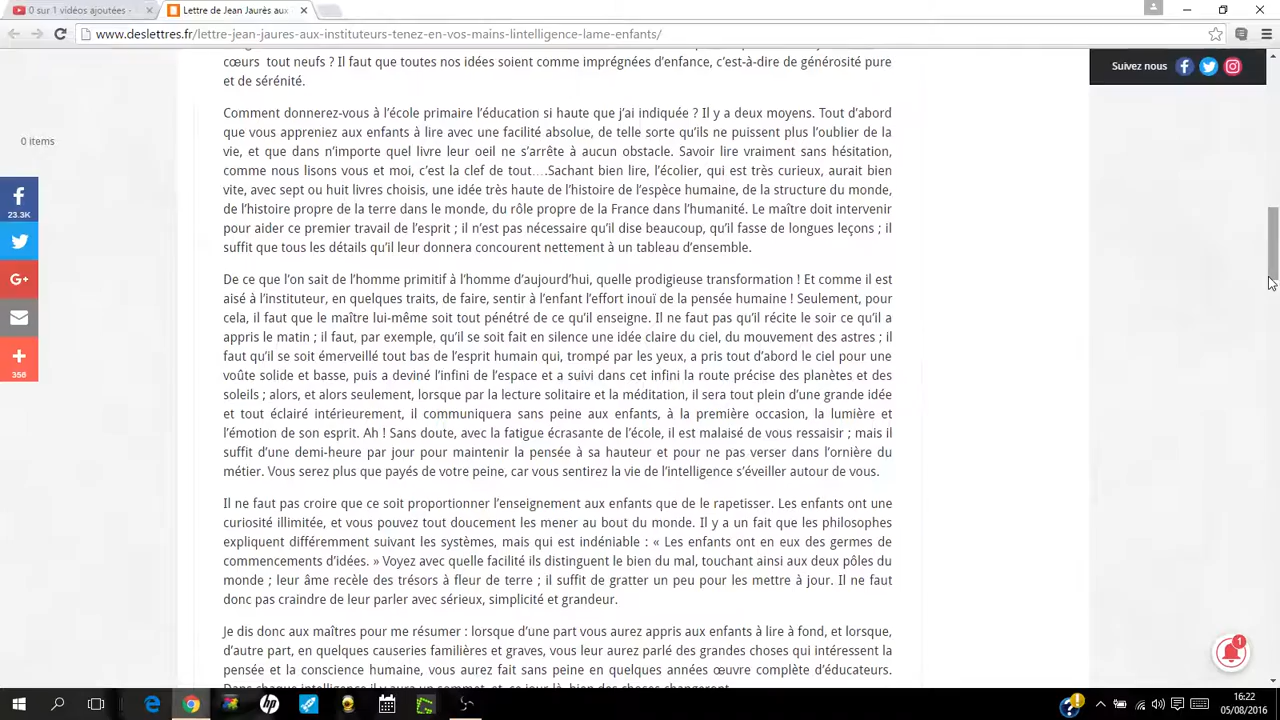 0 sur 1 vidéos ajoutées -
Lettre de Jean Jaurès aux
www.deslettres.fr/lettre-jean-jaures-aux-instituteurs-tenez-en-vos-mains-lintelligence-lame-enfants/
Suivez nous
0 items
23.3K
358
cœurs tout neufs ? Il faut que toutes nos idées soient comme imprégnées d’enfance, c’est-à-dire de générosité pure
et de sérénité.
Comment donnerez-vous à l’école primaire l’éducation si haute que j’ai indiquée ? Il y a deux moyens. Tout d’abord
que vous appreniez aux enfants à lire avec une facilité absolue, de telle sorte qu’ils ne puissent plus l’oublier de la
vie, et que dans n’importe quel livre leur oeil ne s’arrête à aucun obstacle. Savoir lire vraiment sans hésitation,
comme nous lisons vous et moi, c’est la clef de tout….Sachant bien lire, l’écolier, qui est très curieux, aurait bien
vite, avec sept ou huit livres choisis, une idée très haute de l’histoire de l’espèce humaine, de la structure du monde,
de l’histoire propre de la terre dans le monde, du rôle propre de la France dans l’humanité. Le maître doit intervenir
pour aider ce premier travail de l’esprit ; il n’est pas nécessaire qu’il dise beaucoup, qu’il fasse de longues leçons ; il
suffit que tous les détails qu’il leur donnera concourent nettement à un tableau d’ensemble.
De ce que l’on sait de l’homme primitif à l’homme d’aujourd’hui, quelle prodigieuse transformation ! Et comme il est
aisé à l’instituteur, en quelques traits, de faire, sentir à l’enfant l’effort inouï de la pensée humaine ! Seulement, pour
cela, il faut que le maître lui-même soit tout pénétré de ce qu’il enseigne. Il ne faut pas qu’il récite le soir ce qu’il a
appris le matin ; il faut, par exemple, qu’il se soit fait en silence une idée claire du ciel, du mouvement des astres ; il
faut qu’il se soit émerveillé tout bas de l’esprit humain qui, trompé par les yeux, a pris tout d’abord le ciel pour une
voûte solide et basse, puis a deviné l’infini de l’espace et a suivi dans cet infini la route précise des planètes et des
soleils ; alors, et alors seulement, lorsque par la lecture solitaire et la méditation, il sera tout plein d’une grande idée
et tout éclairé intérieurement, il communiquera sans peine aux enfants, à la première occasion, la lumière et
l’émotion de son esprit. Ah ! Sans doute, avec la fatigue écrasante de l’école, il est malaisé de vous ressaisir ; mais il
suffit d’une demi-heure par jour pour maintenir la pensée à sa hauteur et pour ne pas verser dans l’ornière du
métier. Vous serez plus que payés de votre peine, car vous sentirez la vie de l’intelligence s’éveiller autour de vous.
Il ne faut pas croire que ce soit proportionner l’enseignement aux enfants que de le rapetisser. Les enfants ont une
curiosité illimitée, et vous pouvez tout doucement les mener au bout du monde. Il y a un fait que les philosophes
expliquent différemment suivant les systèmes, mais qui est indéniable : « Les enfants ont en eux des germes de
commencements d’idées. » Voyez avec quelle facilité ils distinguent le bien du mal, touchant ainsi aux deux pôles du
monde ; leur âme recèle des trésors à fleur de terre ; il suffit de gratter un peu pour les mettre à jour. Il ne faut
donc pas craindre de leur parler avec sérieux, simplicité et grandeur.
Je dis donc aux maîtres pour me résumer : lorsque d’une part vous aurez appris aux enfants à lire à fond, et lorsque,
d’autre part, en quelques causeries familières et graves, vous leur aurez parlé des grandes choses qui intéressent la
pensée et la conscience humaine, vous aurez fait sans peine en quelques années œuvre complète d’éducateurs.
Dans chaque intelligence il y aura un sommet, et, ce jour-là, bien des choses changeront.
1
16:22
05/08/2016